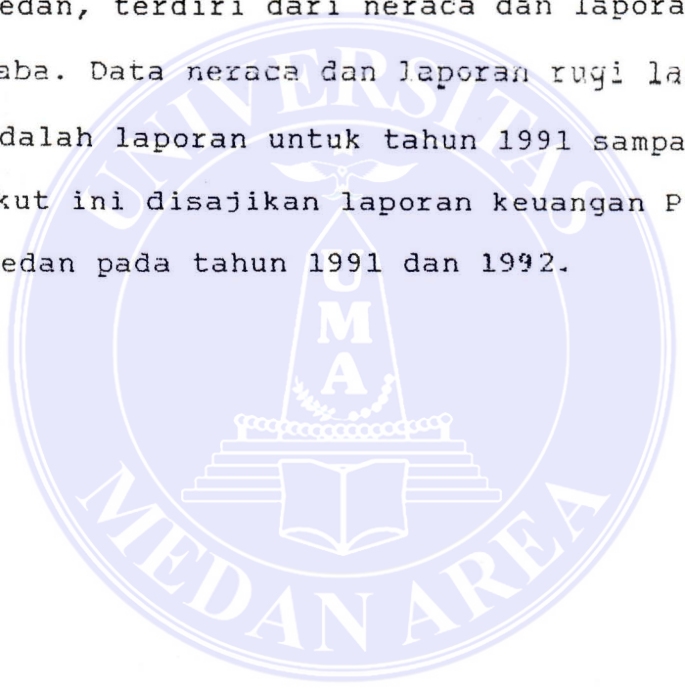 edan, terdiri dari neraca dan lapora
aba. Data neraca dan laporan rugi la
dalah laporan untuk tahun 1991 sampa
kut ini disajikan laporan keuangan P
edan pada tahun 1991 dan 1992.
UNIVERSITAS
UMA
MEDAN AREA